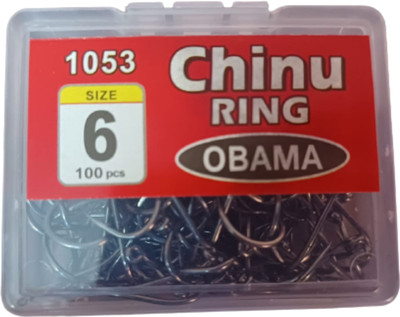 1053
Chinu
RING
SIZE
6
100 pcs
OBAMA